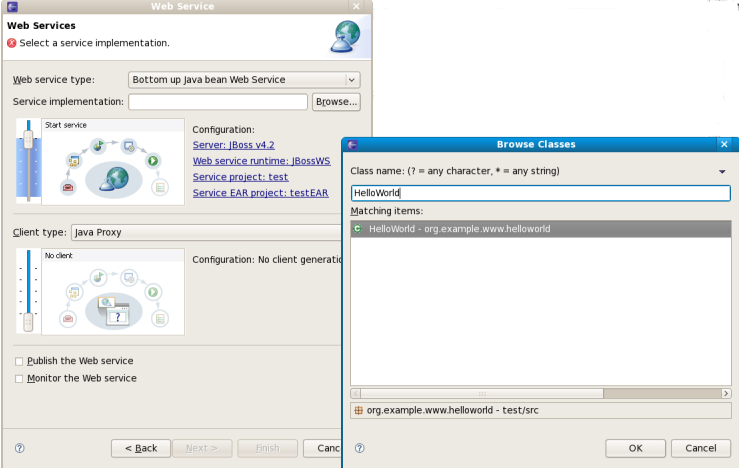 Web Service
Web Services
Select a service implementation.
Web service type:
Bottom up Java bean Web Service
Service implementation:
Browse...
Start service
Configuration:
Server: JBoss v4.2
Web service runtime: JBossWS
Service project: test
Service EAR project: testEAR
Client type:
Java Proxy
No client
Configuration: No client generatio
Publish the Web service
Monitor the Web service
< Back
Next >
Finish
Canc
Browse Classes
Class name: (? = any character, * = any string)
HelloWorld
Matching items:
HelloWorld - org.example.www.helloworld
org.example.www.helloworld - test/src
OK
Cancel